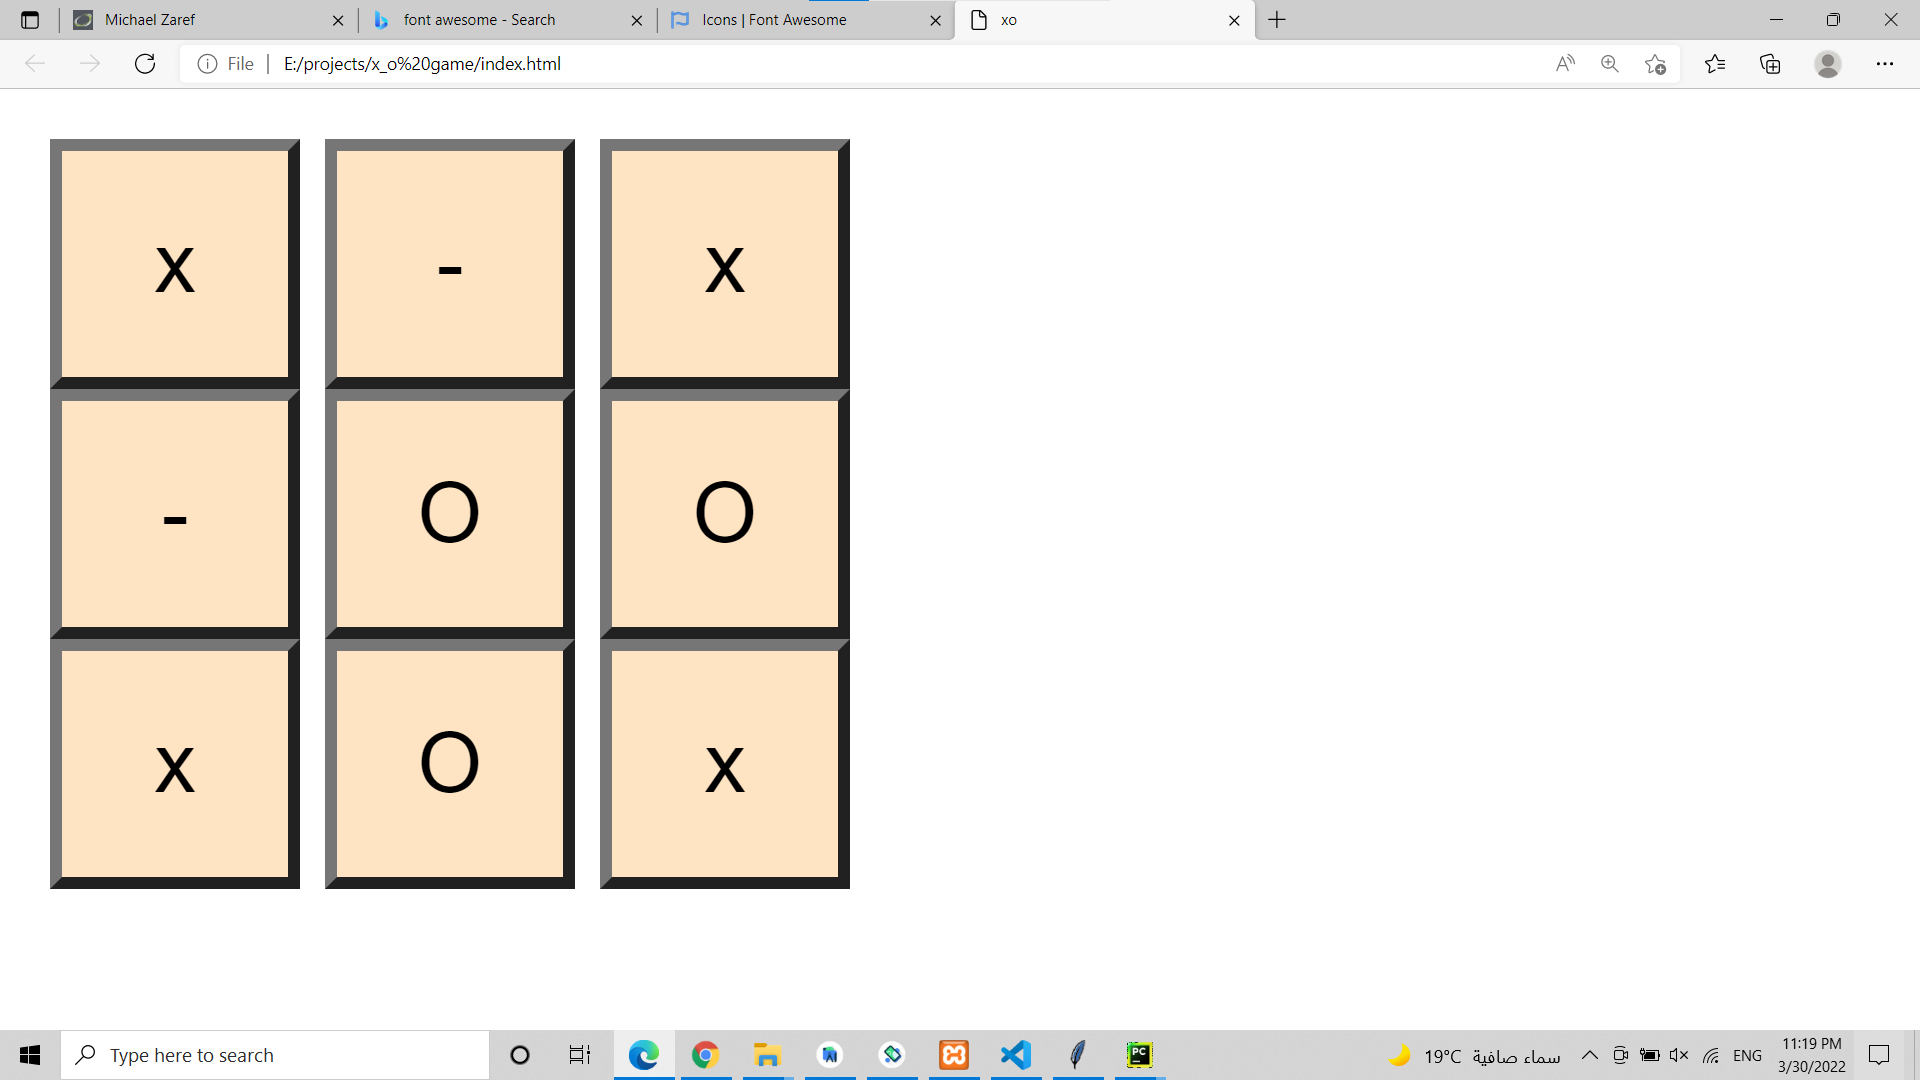 Michael Zaref
font awesome - Search
Icons | Font Awesome
xo
File
E:/projects/x_o%20game/index.html
x - x
- O O
x O x
Type here to search
PC
19°C سماء صافية
ENG
11:19 PM
3/30/2022